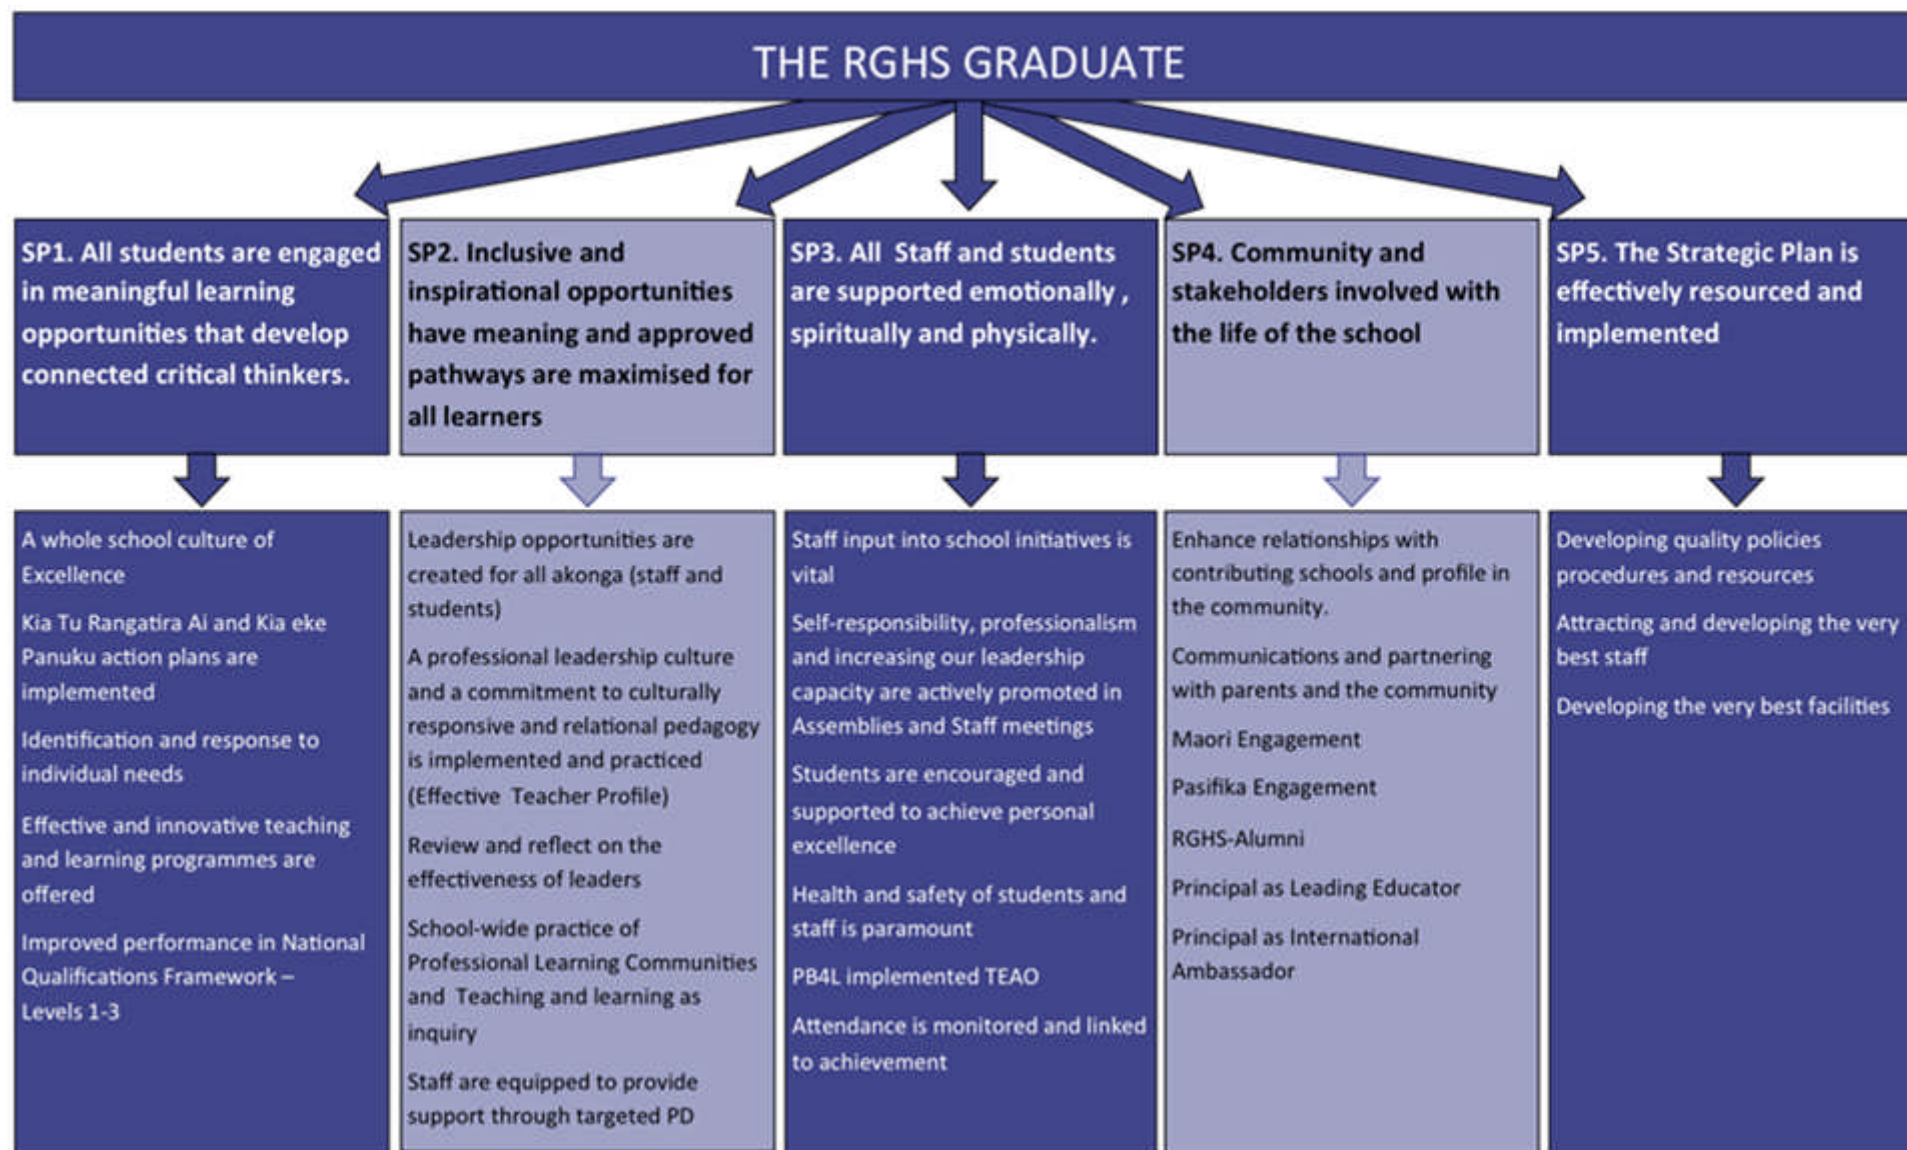 THE RGHS GRADUATE
SP1. All students are engaged
in meaningful learning
opportunities that develop
connected critical thinkers.
SP2. Inclusive and
inspirational opportunities
have meaning and approved
pathways are maximised for
all learners
SP3. All  Staff and students
are supported emotionally ,
spiritually and physically.
SP4. Community and
stakeholders involved with
the life of the school
SP5. The Strategic Plan is
effectively resourced and
implemented
A whole school culture of
Excellence
Kia Tu Rangatira Ai and Kia eke
Panuku action plans are
implemented
Identification and response to
individual needs
Effective and innovative teaching
and learning programmes are
offered
Improved performance in National
Qualifications Framework –
Levels 1-3
Leadership opportunities are
created for all akonga (staff and
students)
A professional leadership culture
and a commitment to culturally
responsive and relational pedagogy
is implemented and practiced
(Effective  Teacher Profile)
Review and reflect on the
effectiveness of leaders
School-wide practice of
Professional Learning Communities
and  Teaching and learning as
inquiry
Staff are equipped to provide
support through targeted PD
Staff input into school initiatives is
vital
Self-responsibility, professionalism
and increasing our leadership
capacity are actively promoted in
Assemblies and Staff meetings
Students are encouraged and
supported to achieve personal
excellence
Health and safety of students and
staff is paramount
PB4L implemented TEAO
Attendance is monitored and linked
to achievement
Enhance relationships with
contributing schools and profile in
the community.
Communications and partnering
with parents and the community
Maori Engagement
Pasifika Engagement
RGHS-Alumni
Principal as Leading Educator
Principal as International
Ambassador
Developing quality policies
procedures and resources
Attracting and developing the very
best staff
Developing the very best facilities